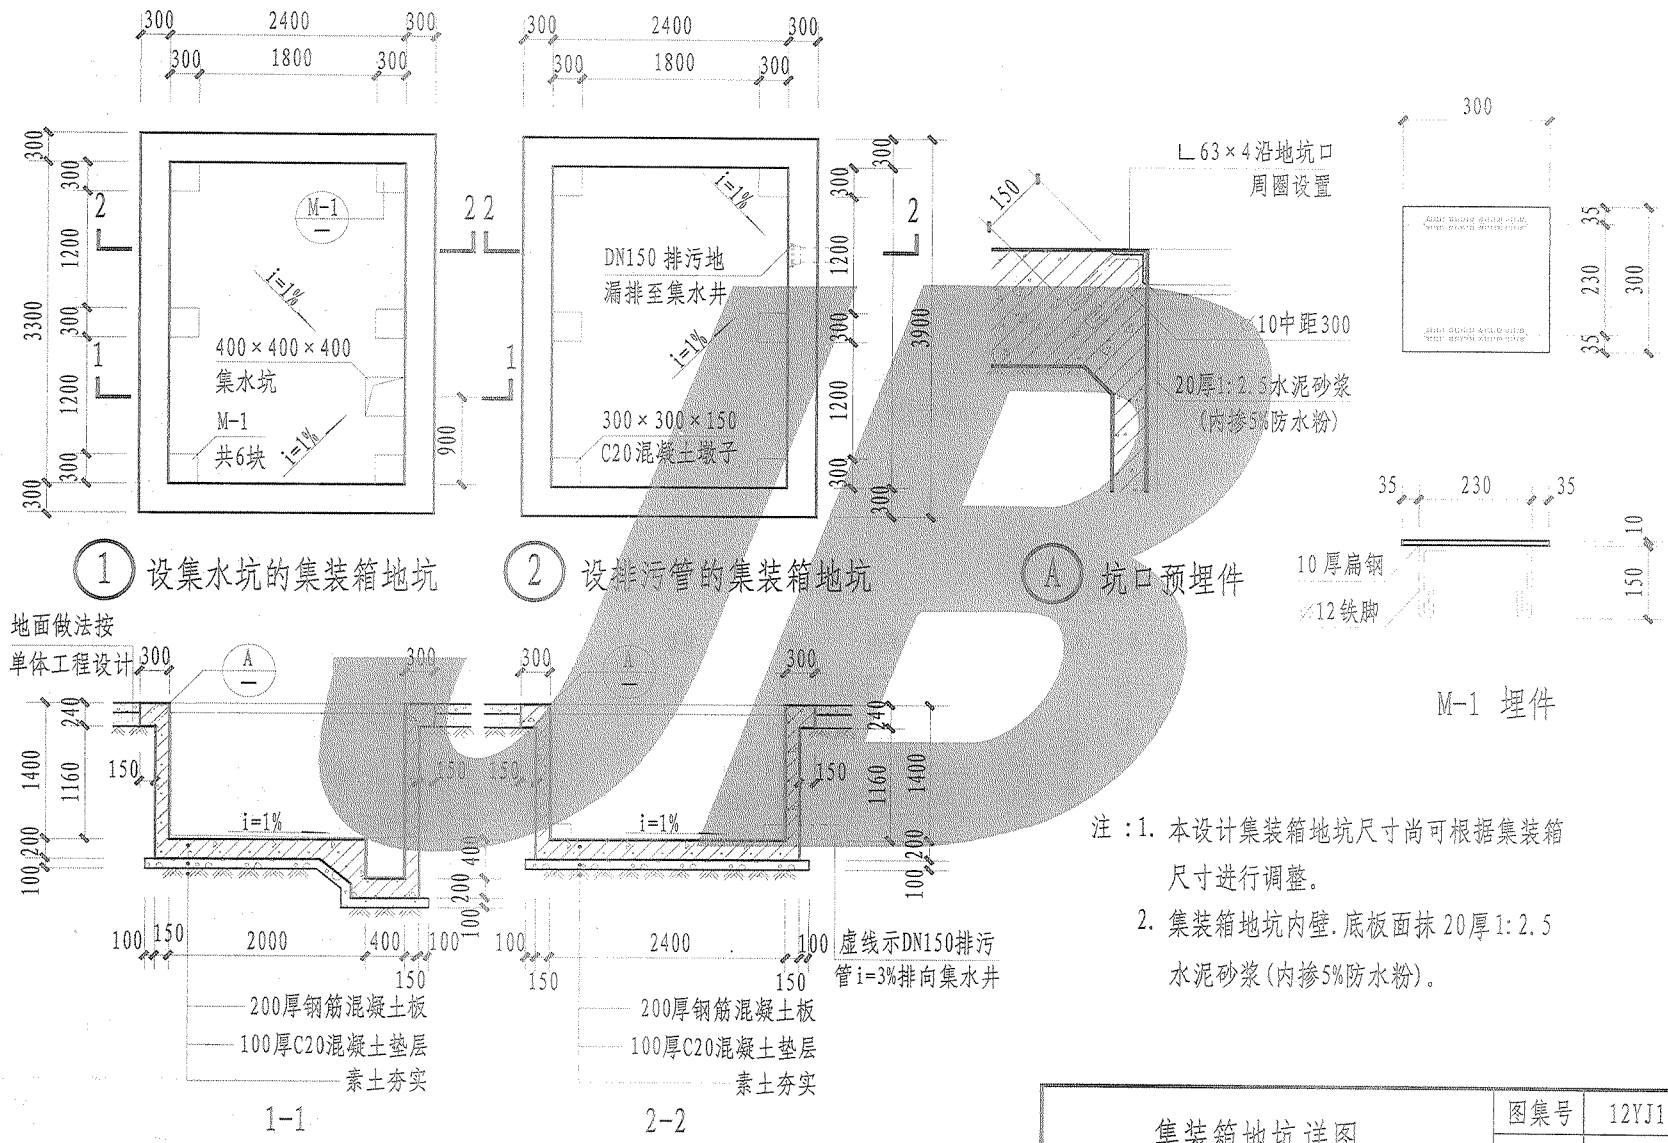 300 2400 300
300 1800 300
300 2400 300
300 1800 300
300
300
1200
300
1200
300
300
3300
2
1
M-1
i=1%
400×400×400
集水坑
M-1
共6块
i=1%
900
2 2
1
i=1%
DN150 排污地
漏排至集水井
i=1%
300×300×150
C20混凝土墩子
300
300
1200
300
1200
300
300
3900
2
150
∟63×4沿地坑口
周圈设置
∅10中距300
20厚1:2.5水泥砂浆
(内掺5%防水粉)
300
35
230
35
300
35 230 35
10
150
10厚扁钢
∅12铁脚
M-1 埋件
1 设集水坑的集装箱地坑
2 设排污管的集装箱地坑
A 坑口预埋件
地面做法按
单体工程设计
300
A
300
240
1400
1160
150
150
i=1%
200
100
400
200
100
100 150 2000 400 100
150
200厚钢筋混凝土板
100厚C20混凝土垫层
素土夯实
1-1
300
A
300
150
150
240
1160
1400
i=1%
200
100
100 2400 100
150 150
虚线示DN150排污
管i=3%排向集水井
200厚钢筋混凝土板
100厚C20混凝土垫层
素土夯实
2-2
JB
注:1. 本设计集装箱地坑尺寸尚可根据集装箱
尺寸进行调整。
2. 集装箱地坑内壁.底板面抹20厚1:2.5
水泥砂浆(内掺5%防水粉)。
集装箱地坑详图
图集号 12YJ1